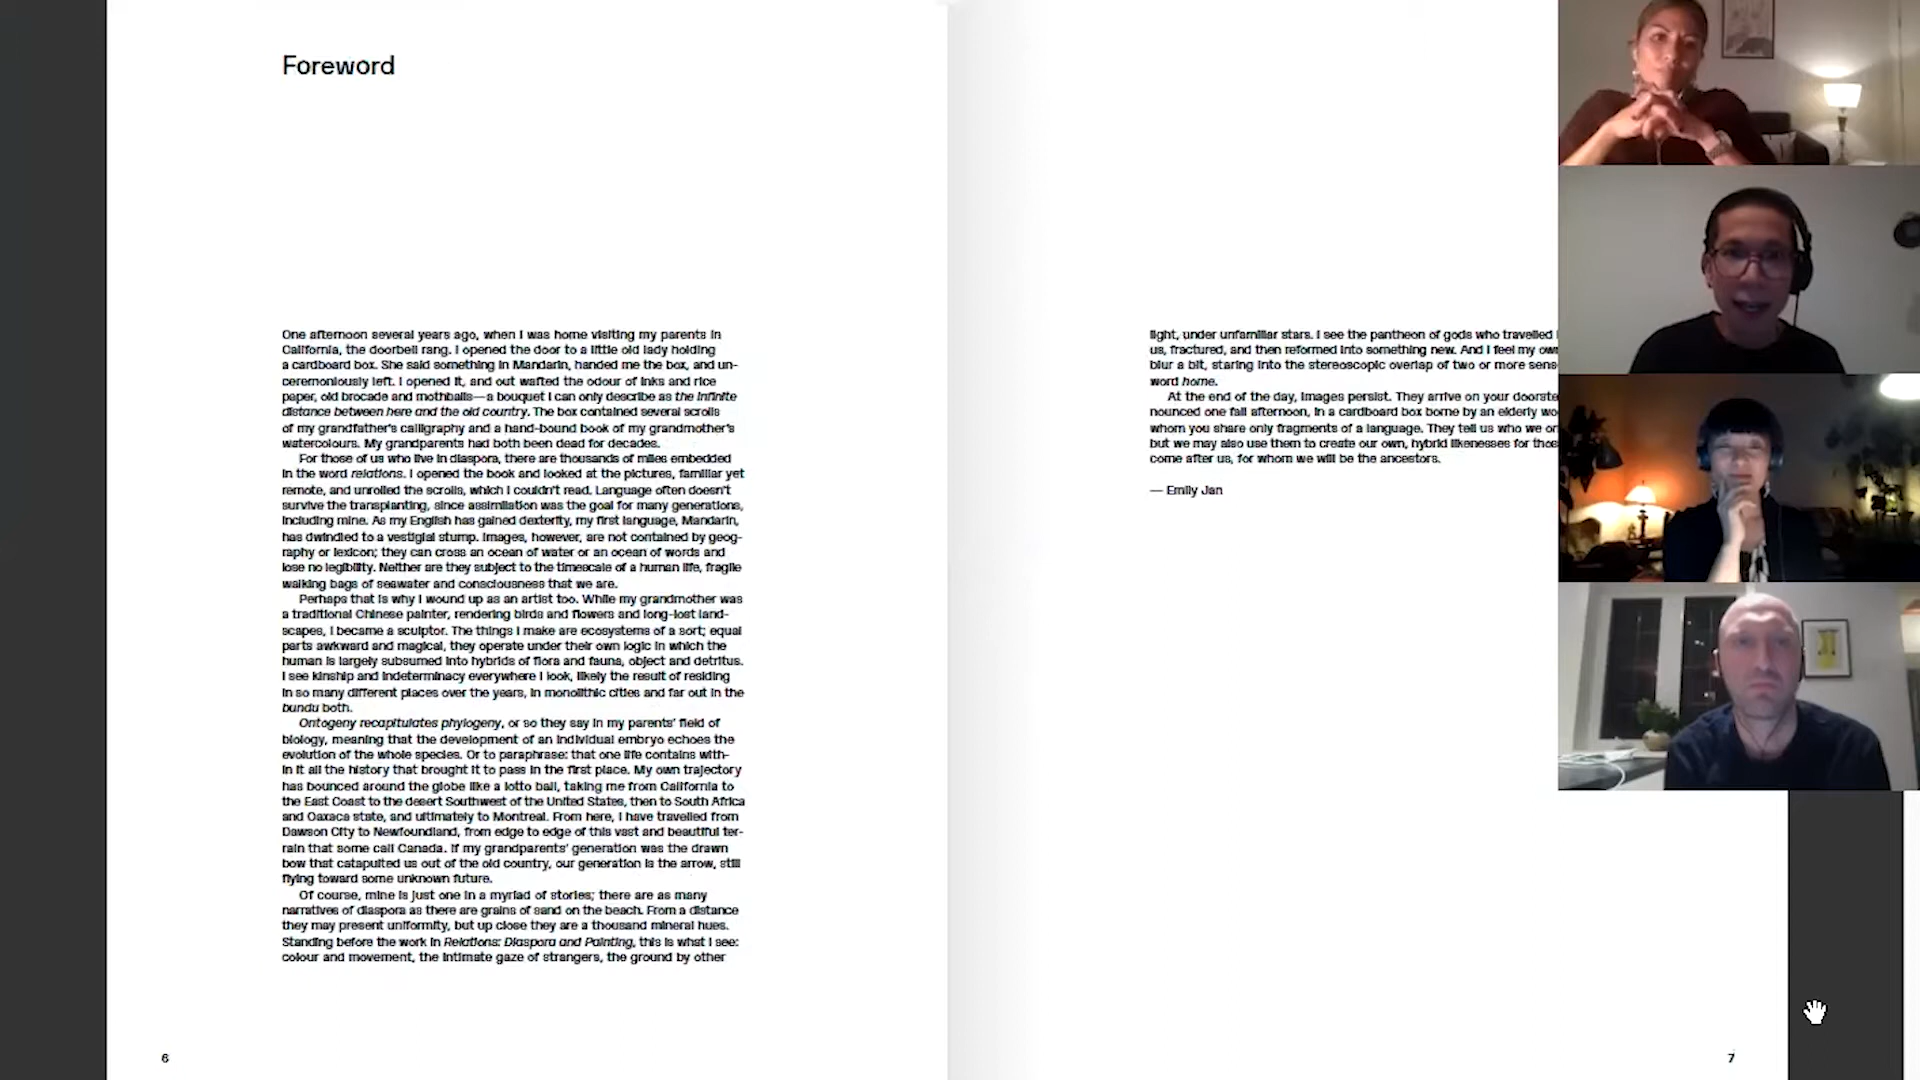 Foreword
One afternoon several years ago, when I was home visiting my parents in
California, the doorbell rang. I opened the door to a little old lady holding
a cardboard box. She said something in Mandarin, handed me the box, and un-
ceremoniously left. I opened it, and out wafted the odour of inks and rice
paper, old brocade and mothballs—a bouquet I can only describe as the infinite
distance between here and the old country. The box contained several scrolls
of my grandfather's calligraphy and a hand-bound book of my grandmother's
watercolours. My grandparents had both been dead for decades.
For those of us who live in diaspora, there are thousands of miles embedded
in the word relations. I opened the book and looked at the pictures, familiar yet
remote, and unrolled the scrolls, which I couldn't read. Language often doesn't
survive the transplanting, since assimilation was the goal for many generations,
including mine. As my English has gained dexterity, my first language, Mandarin,
has dwindled to a vestigial stump. Images, however, are not contained by geog-
raphy or lexicon; they can cross an ocean of water or an ocean of words and
lose no legibility. Neither are they subject to the timescale of a human life, fragile
walking bags of seawater and consciousness that we are.
Perhaps that is why I wound up as an artist too. While my grandmother was
a traditional Chinese painter, rendering birds and flowers and long-lost land-
scapes, I became a sculptor. The things I make are ecosystems of a sort; equal
parts awkward and magical, they operate under their own logic in which the
human is largely subsumed into hybrids of flora and fauna, object and detritus.
I see kinship and indeterminacy everywhere I look, likely the result of residing
in so many different places over the years, in monolithic cities and far out in the
bundu both.
Ontogeny recapitulates phylogeny, or so they say in my parents' field of
biology, meaning that the development of an individual embryo echoes the
evolution of the whole species. Or to paraphrase: that one life contains with-
in it all the history that brought it to pass in the first place. My own trajectory
has bounced around the globe like a lotto ball, taking me from California to
the East Coast to the desert Southwest of the United States, then to South Africa
and Oaxaca state, and ultimately to Montreal. From here, I have travelled from
Dawson City to Newfoundland, from edge to edge of this vast and beautiful ter-
rain that some call Canada. If my grandparents' generation was the drawn
bow that catapulted us out of the old country, our generation is the arrow, still
flying toward some unknown future.
Of course, mine is just one in a myriad of stories; there are as many
narratives of diaspora as there are grains of sand on the beach. From a distance
they may present uniformity, but up close they are a thousand mineral hues.
Standing before the work in Relations: Diaspora and Painting, this is what I see:
colour and movement, the intimate gaze of strangers, the ground by other
6
light, under unfamiliar stars. I see the pantheon of gods who travelled
us, fractured, and then reformed into something new. And I feel my own
blur a bit, staring into the stereoscopic overlap of two or more sens
word home.
At the end of the day, images persist. They arrive on your doorste
nounced one fall afternoon, in a cardboard box borne by an elderly wo
whom you share only fragments of a language. They tell us who we
but we may also use them to create our own, hybrid likenesses for thos
come after us, for whom we will be the ancestors.
— Emily Jan
7